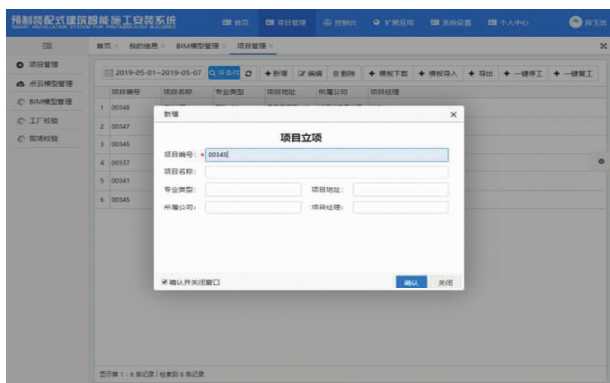 预制装配式建筑智能施工安装系统
首页 项目管理 控制台 扩展应用 系统设置 个人中心
首页 × 我的信息 × BIM模型管理 × 项目管理 ×
项目管理
点云模型管理
BIM模型管理
工厂校验
现场校验
2019-05-01~2019-05-07 +新增 编辑 删除 +模板下载 +模板导入 +导出 +一键停工 +一键复工
项目编号 项目名称 专业类型 项目地址 所属公司 项目经理
1 00348
2 00347
3 00345
4 00337
5 00341
6 00345
新增 ×
项目立项
项目编号: * 00345
项目名称:
专业类型: 项目地址:
所属公司: 项目经理:
确认并关闭窗口 确认 关闭
显示第 1 - 6 条记录 | 检索到 6 条记录